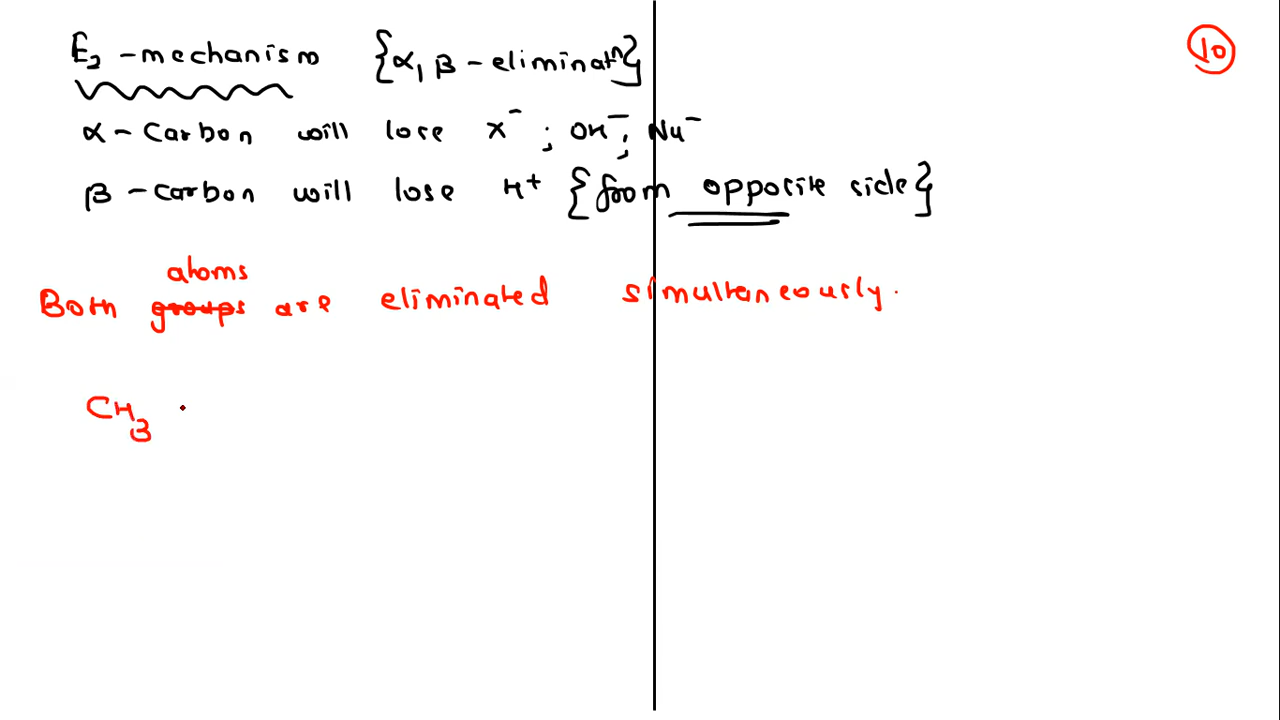 E₂-mechanism {α, β-eliminatⁿ}
10
α-Carbon will lose X⁻; OH⁻; Nu⁻
β-carbon will lose H⁺ {from opposite side}
atoms
Both groups are eliminated simultaneously.
CH₃